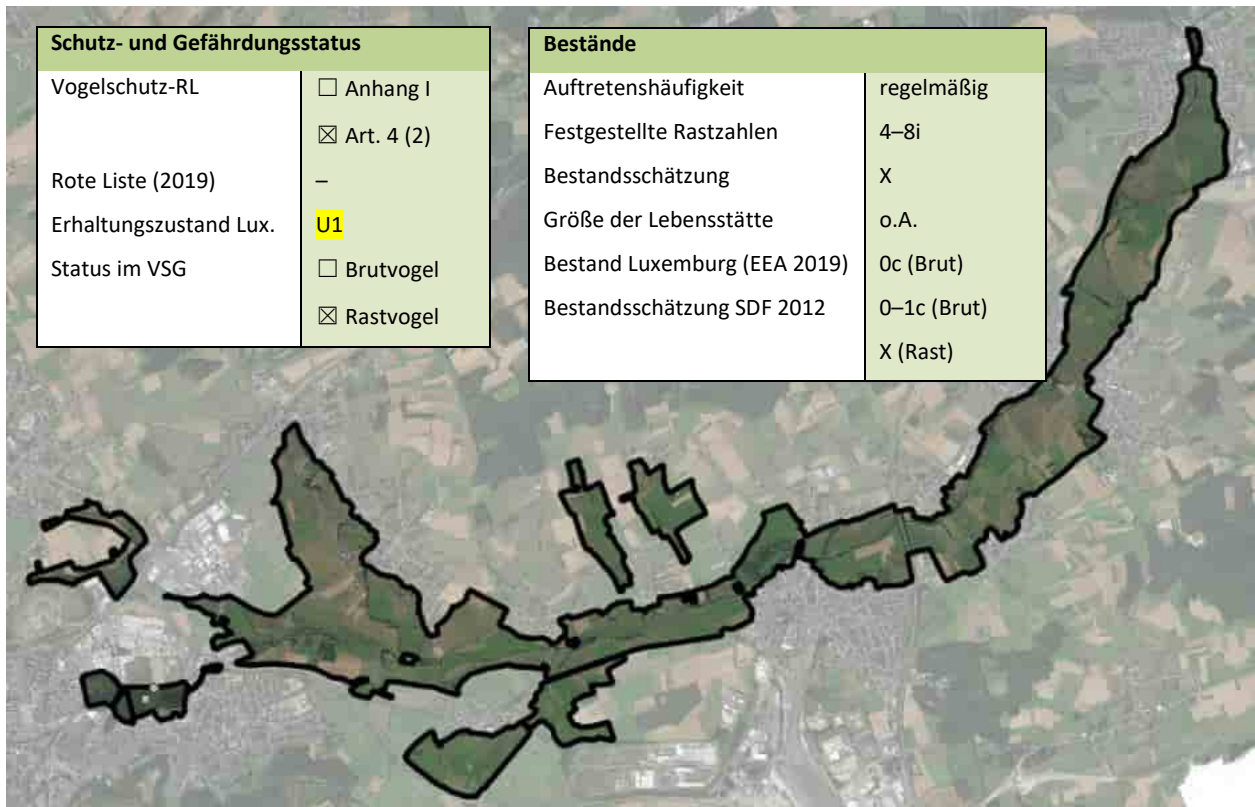 Schutz- und Gefährdungsstatus
Vogelschutz-RL ☐ Anhang I
☒ Art. 4 (2)
Rote Liste (2019) –
Erhaltungszustand Lux. U1
Status im VSG ☐ Brutvogel
☒ Rastvogel
Bestände
Auftretenshäufigkeit regelmäßig
Festgestellte Rastzahlen 4–8i
Bestandsschätzung X
Größe der Lebensstätte o.A.
Bestand Luxemburg (EEA 2019) 0c (Brut)
Bestandsschätzung SDF 2012 0–1c (Brut)
X (Rast)